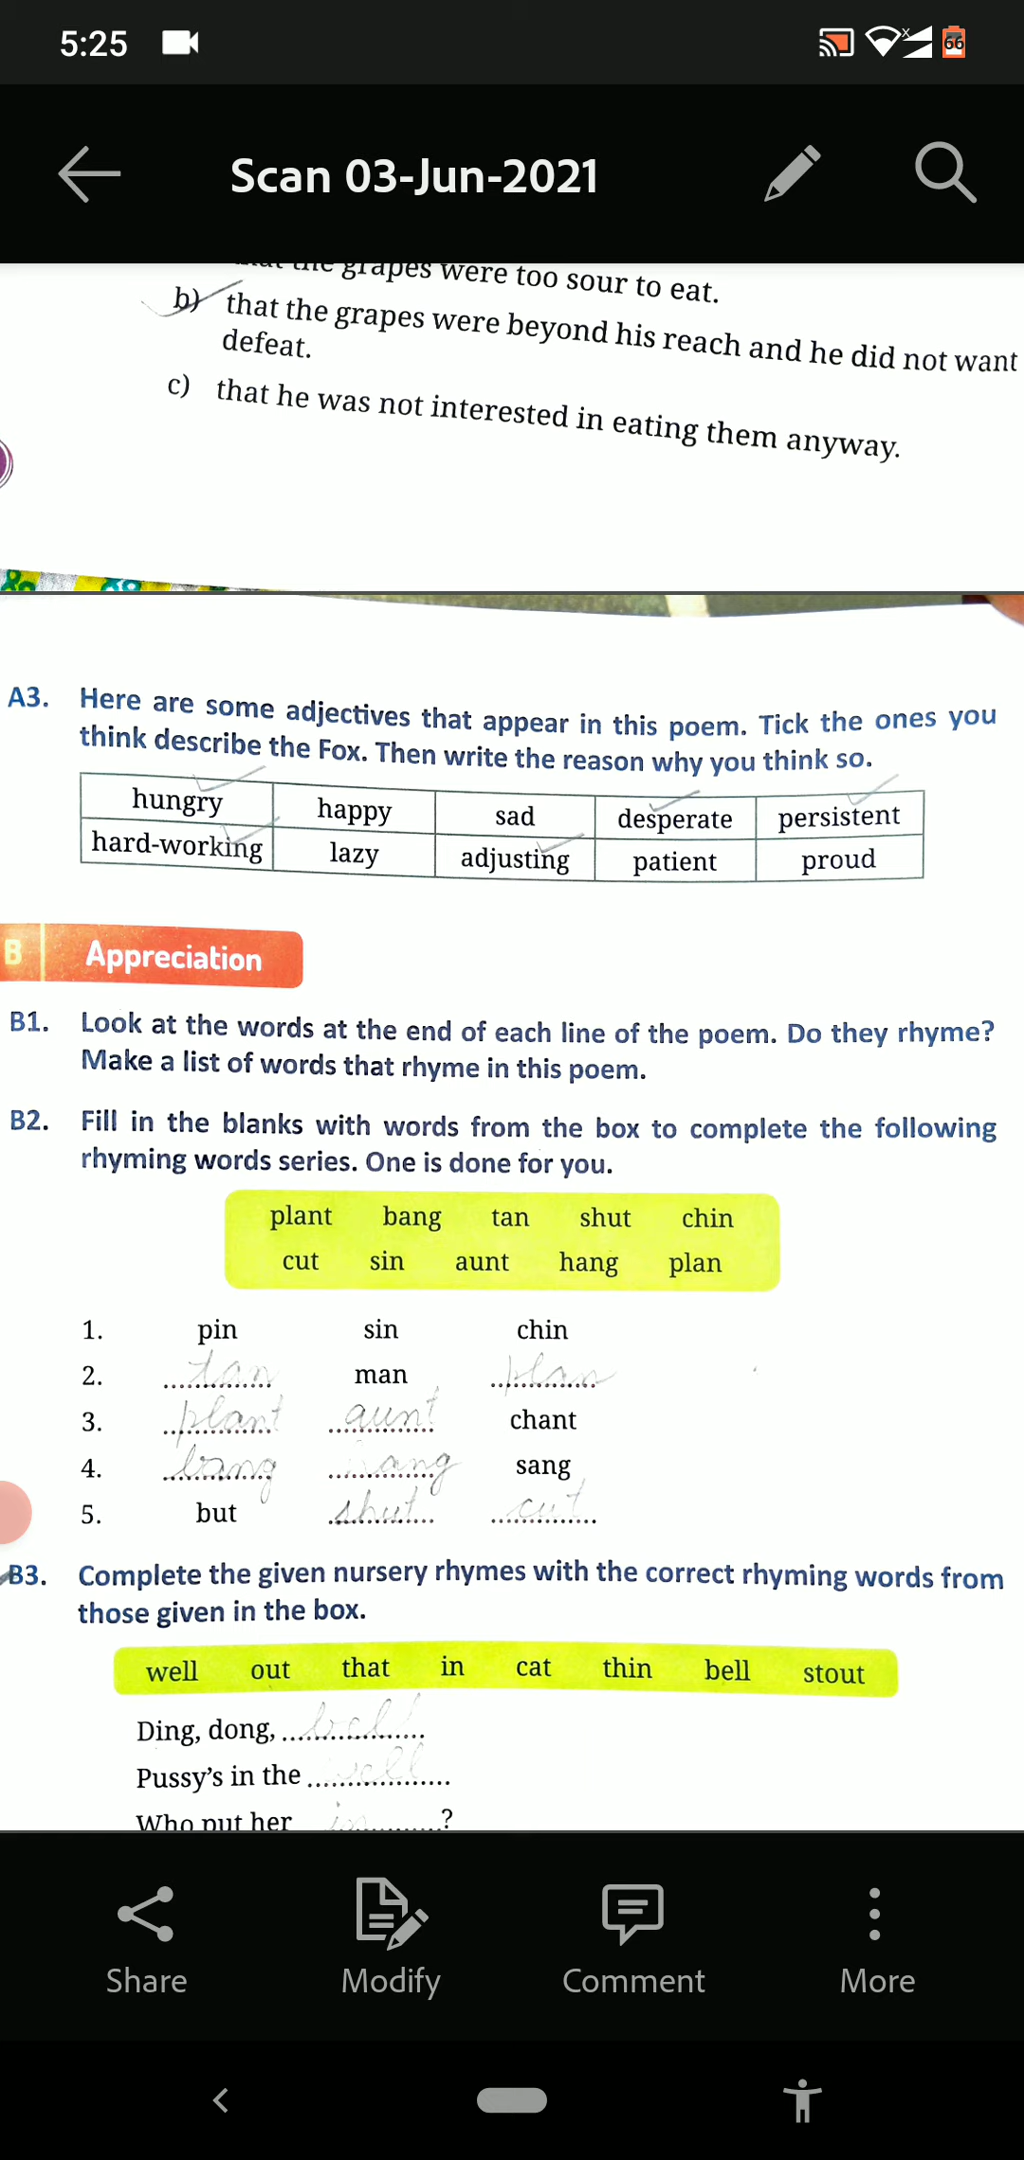 5:25
66
Scan 03-Jun-2021
the grapes were too sour to eat.
b) that the grapes were beyond his reach and he did not want
defeat.
c) that he was not interested in eating them anyway.
A3. Here are some adjectives that appear in this poem. Tick the ones you
think describe the Fox. Then write the reason why you think so.
hungry happy sad desperate persistent
hard-working lazy adjusting patient proud
B Appreciation
B1. Look at the words at the end of each line of the poem. Do they rhyme?
Make a list of words that rhyme in this poem.
B2. Fill in the blanks with words from the box to complete the following
rhyming words series. One is done for you.
plant bang tan shut chin
cut sin aunt hang plan
1. pin sin chin
2. tan man plan
3. plant aunt chant
4. bang sang
5. but shut cut
B3. Complete the given nursery rhymes with the correct rhyming words from
those given in the box.
well out that in cat thin bell stout
Ding, dong, bell
Pussy's in the well
Who put her in ?
Share Modify Comment More